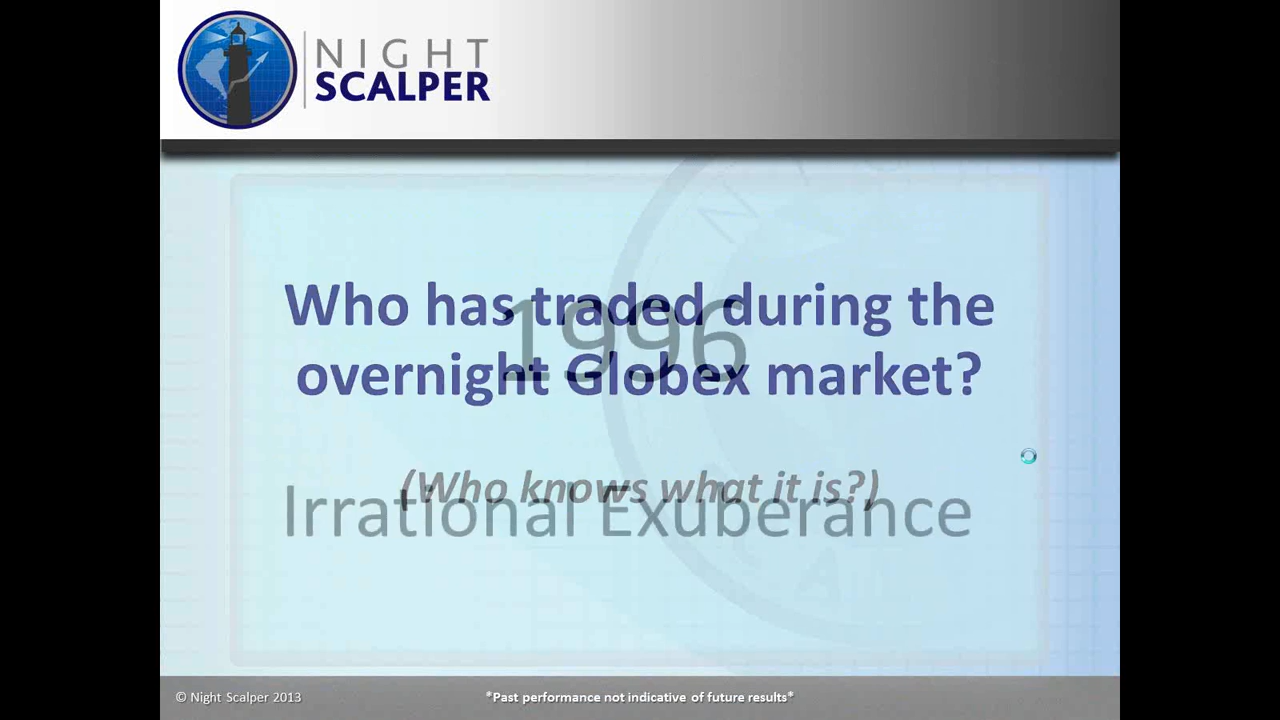 NIGHT
SCALPER
Who has traded during the
1996
overnight Globex market?
(Who knows what it is?)
Irrational Exuberance
© Night Scalper 2013
*Past performance not indicative of future results*